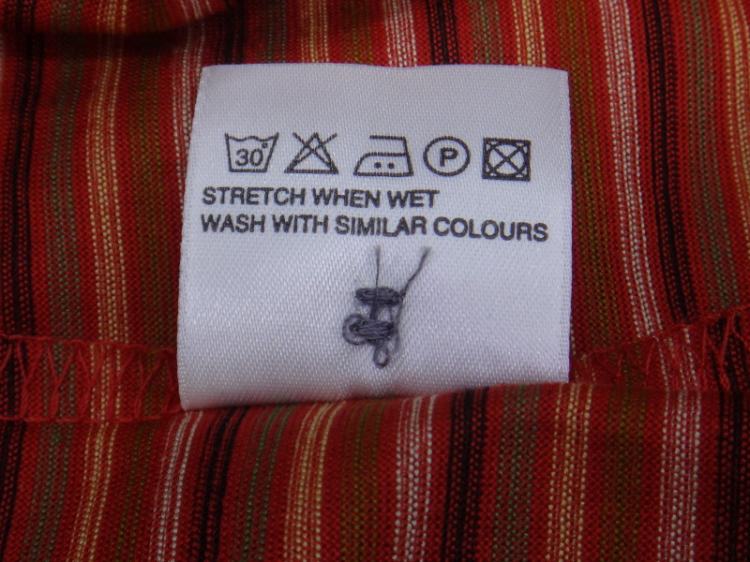 30°
P
STRETCH WHEN WET
WASH WITH SIMILAR COLOURS